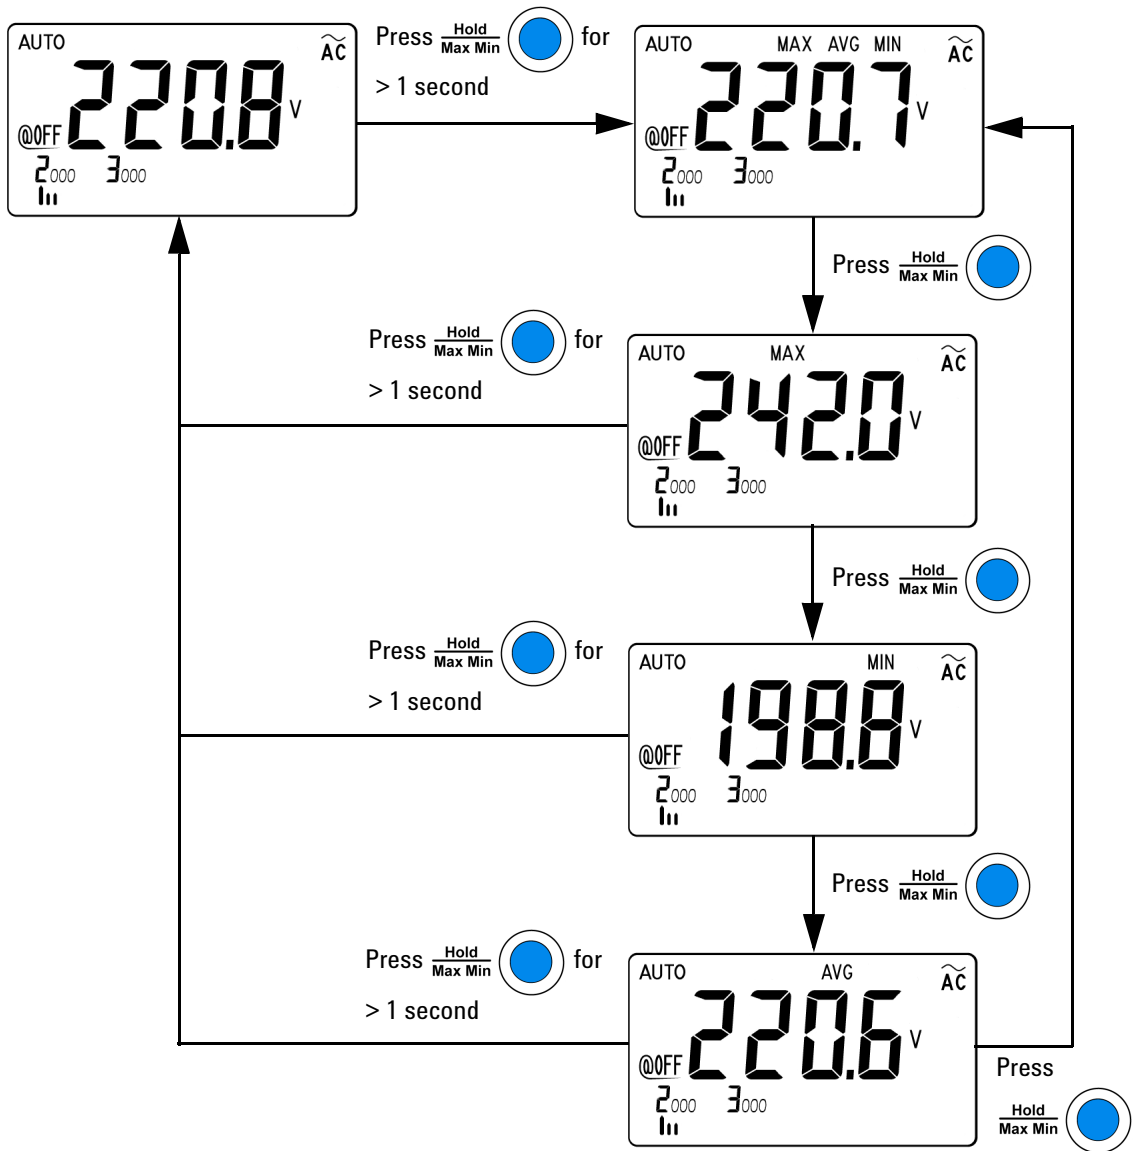 AUTO AC
220.8 V
@OFF
2000 3000
Press Hold
Max Min for
> 1 second
AUTO MAX AVG MIN AC
220.7 V
@OFF
2000 3000
Press Hold
Max Min
Press Hold
Max Min for
> 1 second
AUTO MAX AC
242.0 V
@OFF
2000 3000
Press Hold
Max Min
Press Hold
Max Min for
> 1 second
AUTO MIN AC
198.8 V
@OFF
2000 3000
Press Hold
Max Min
Press Hold
Max Min for
> 1 second
AUTO AVG AC
220.6 V
@OFF
2000 3000
Press
Hold
Max Min